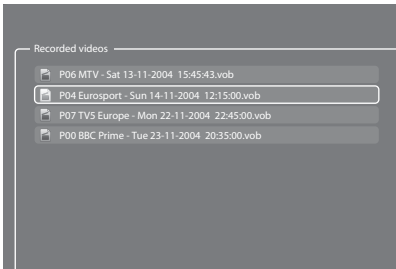 Recorded videos
P06 MTV - Sat 13-11-2004 15:45:43.vob
P04 Eurosport - Sun 14-11-2004 12:15:00.vob
P07 TV5 Europe - Mon 22-11-2004 22:45:00.vob
P00 BBC Prime - Tue 23-11-2004 20:35:00.vob